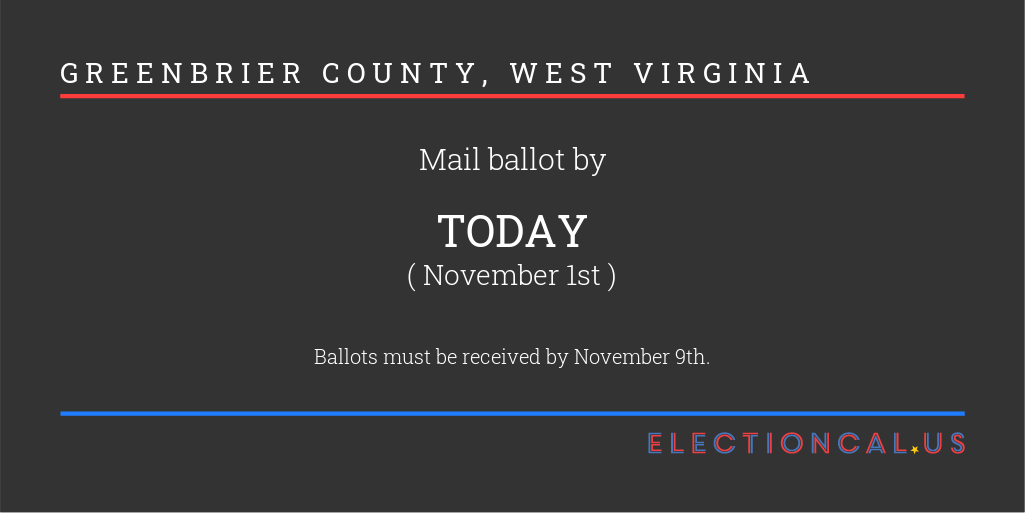 GREENBRIER COUNTY, WEST VIRGINIA
Mail ballot by
TODAY
( November 1st )
Ballots must be received by November 9th.
ELECTIONCAL.US